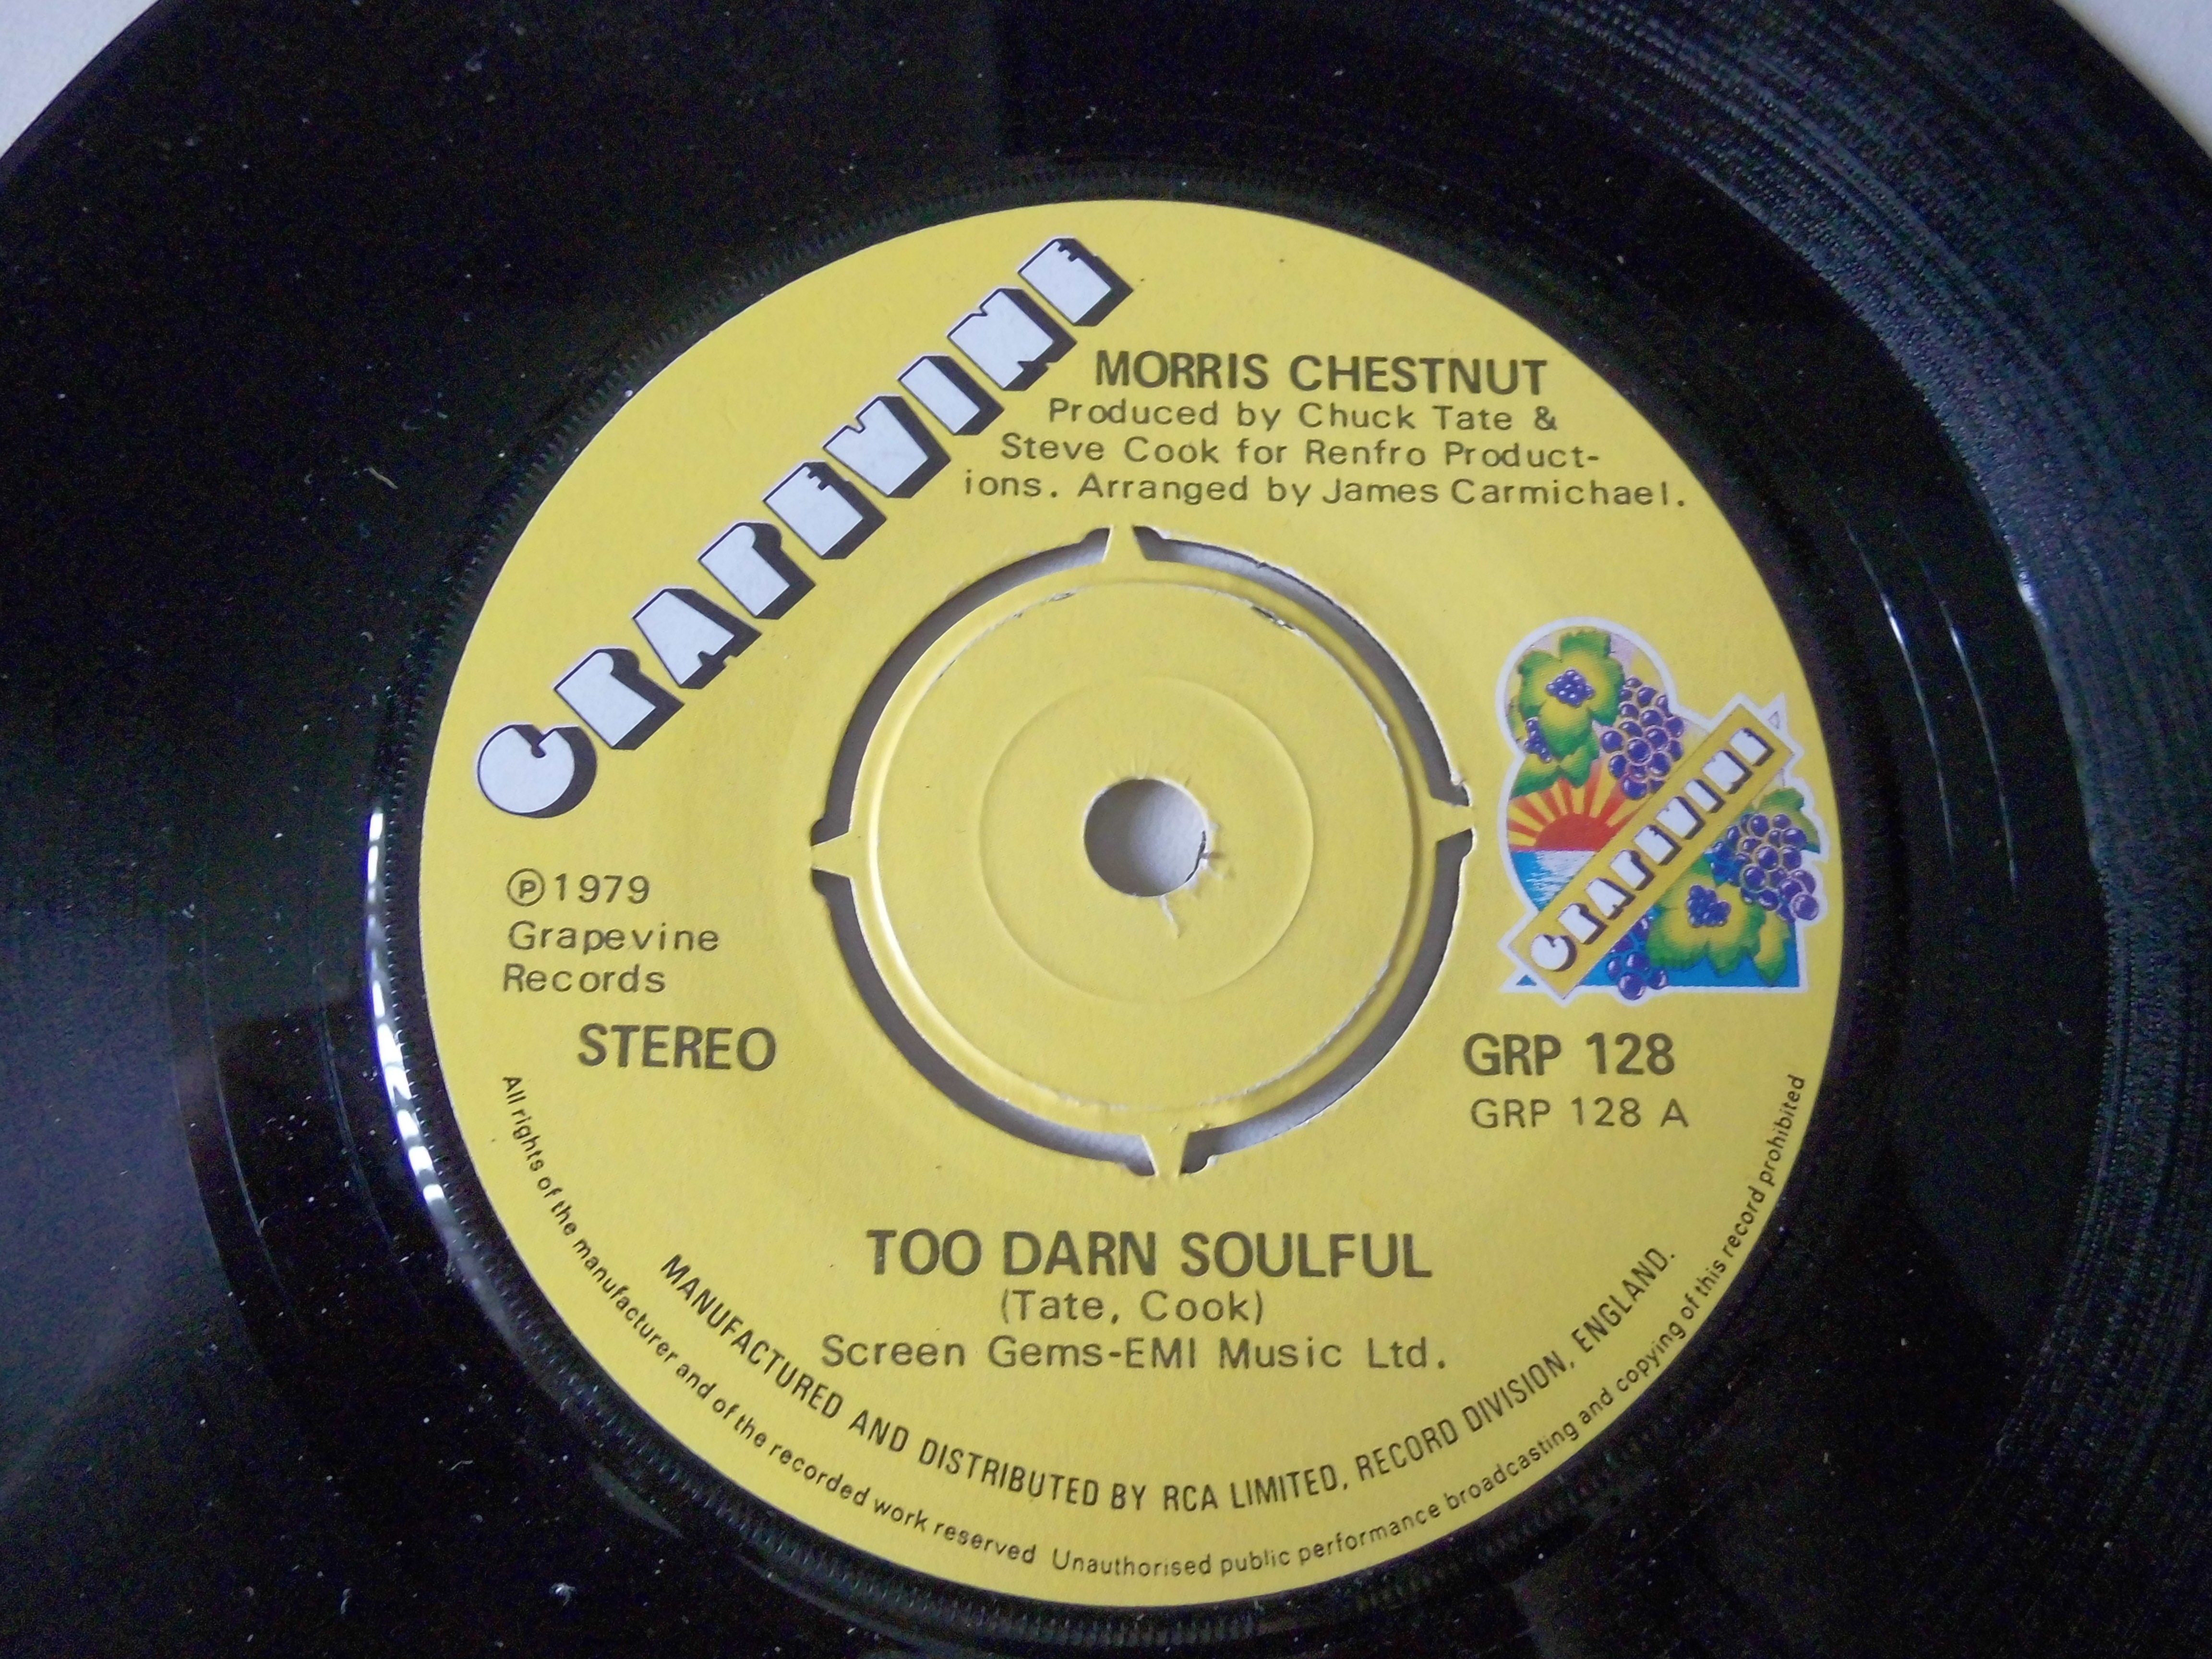 GRAPEVINE
MORRIS CHESTNUT
Produced by Chuck Tate &
Steve Cook for Renfro Product-
ions. Arranged by James Carmichael.
GRAPEVINE
Ⓟ1979
Grapevine
Records
STEREO
GRP 128
GRP 128 A
TOO DARN SOULFUL
(Tate, Cook)
Screen Gems-EMI Music Ltd.
MANUFACTURED AND DISTRIBUTED BY RCA LIMITED, RECORD DIVISION, ENGLAND.
All rights of the manufacturer and of the recorded work reserved Unauthorised public performance broadcasting and copying of this record prohibited